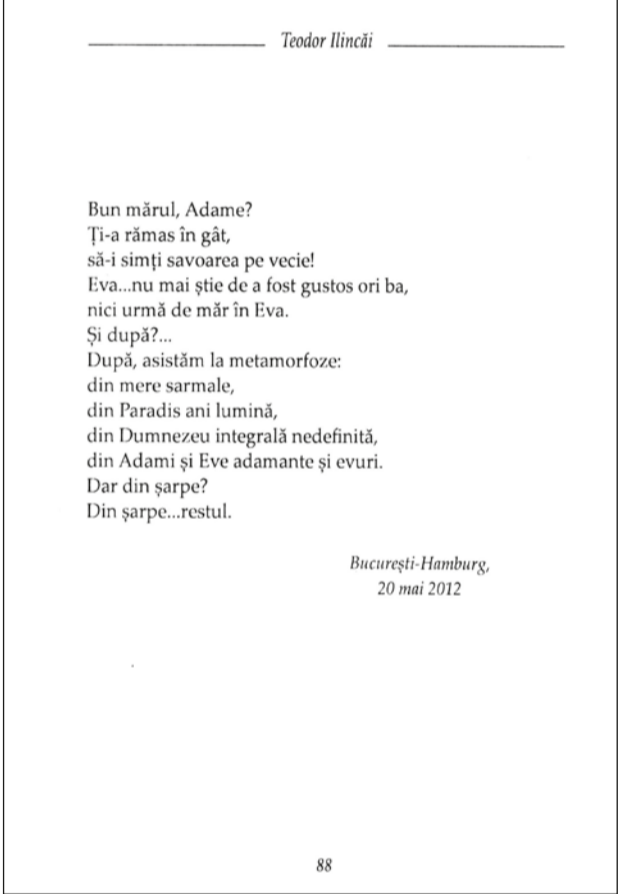 Teodor Ilincăi
Bun mărul, Adame?
Ți-a rămas în gât,
să-i simți savoarea pe vecie!
Eva...nu mai știe de a fost gustos ori ba,
nici urmă de măr în Eva.
Și după?...
După, asistăm la metamorfoze:
din mere sarmale,
din Paradis ani lumină,
din Dumnezeu integrală nedefinită,
din Adami și Eve adamante și evuri.
Dar din șarpe?
Din șarpe...restul.
București-Hamburg,
20 mai 2012
88